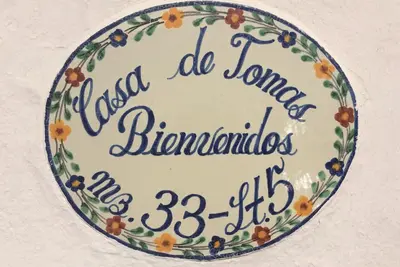 Casa de Tomas
Bienvenidos
Mz. 33-Lt.5